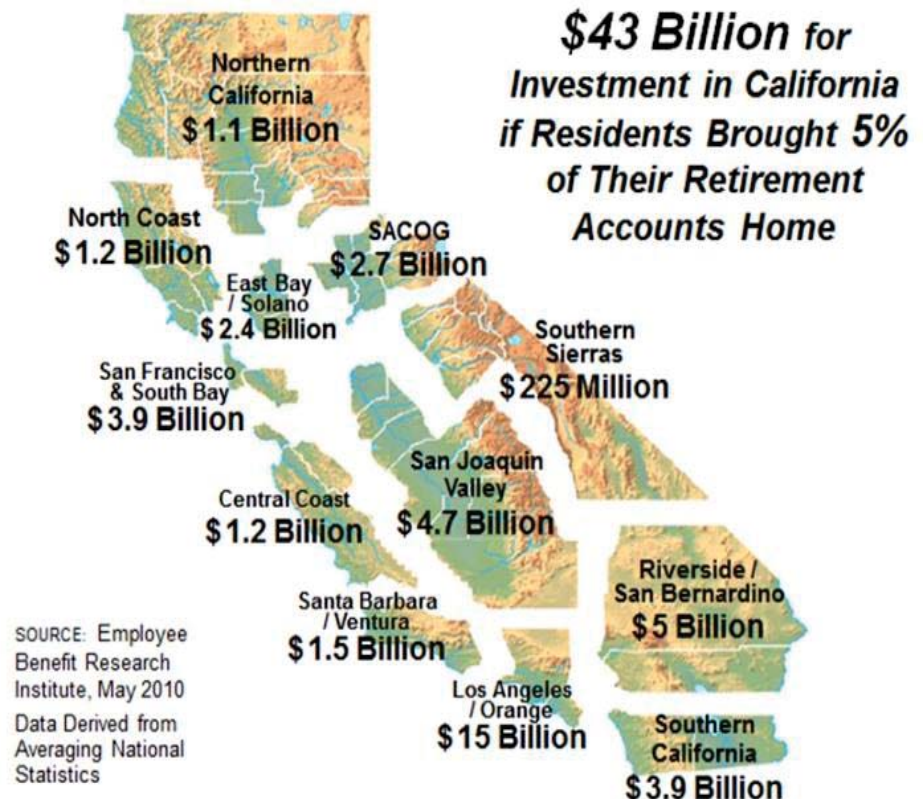 $43 Billion for
Investment in California
if Residents Brought 5%
of Their Retirement
Accounts Home
Northern
California
$1.1 Billion
North Coast
$1.2 Billion
SACOG
$2.7 Billion
East Bay
/ Solano
$2.4 Billion
Southern
Sierras
$225 Million
San Francisco
& South Bay
$3.9 Billion
San Joaquin
Valley
$4.7 Billion
Central Coast
$1.2 Billion
Riverside /
San Bernardino
$5 Billion
Santa Barbara
/ Ventura
$1.5 Billion
Los Angeles
/ Orange
$15 Billion
Southern
California
$3.9 Billion
SOURCE: Employee
Benefit Research
Institute, May 2010
Data Derived from
Averaging National
Statistics